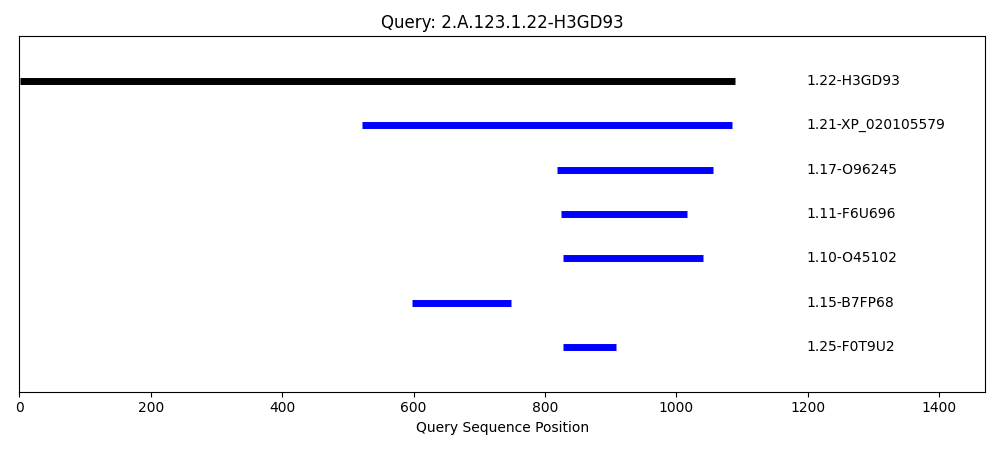 Query: 2.A.123.1.22-H3GD93
1.22-H3GD93
1.21-XP_020105579
1.17-O96245
1.11-F6U696
1.10-O45102
1.15-B7FP68
1.25-F0T9U2
0 200 400 600 800 1000 1200 1400
Query Sequence Position